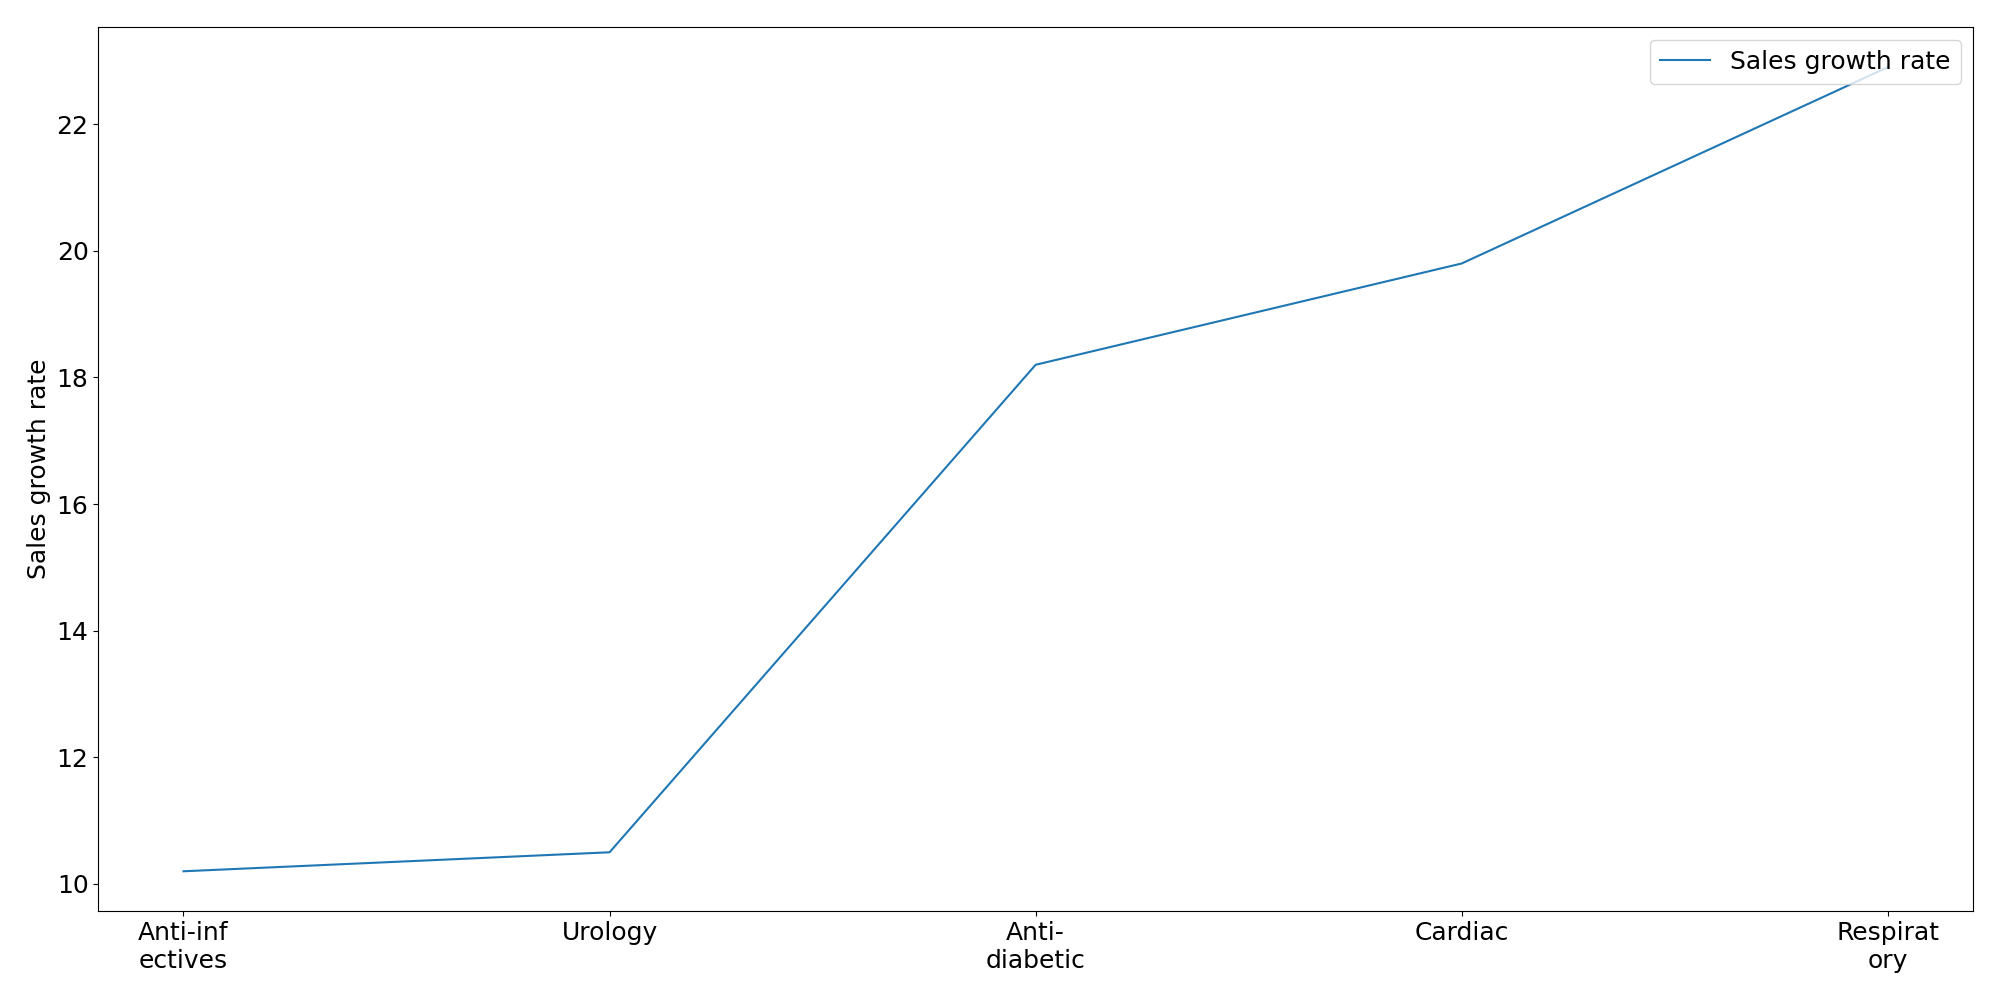 Sales growth rate
22
20
18
16
14
12
10
Sales growth rate
Anti-inf
ectives
Urology
Anti-
diabetic
Cardiac
Respirat
ory